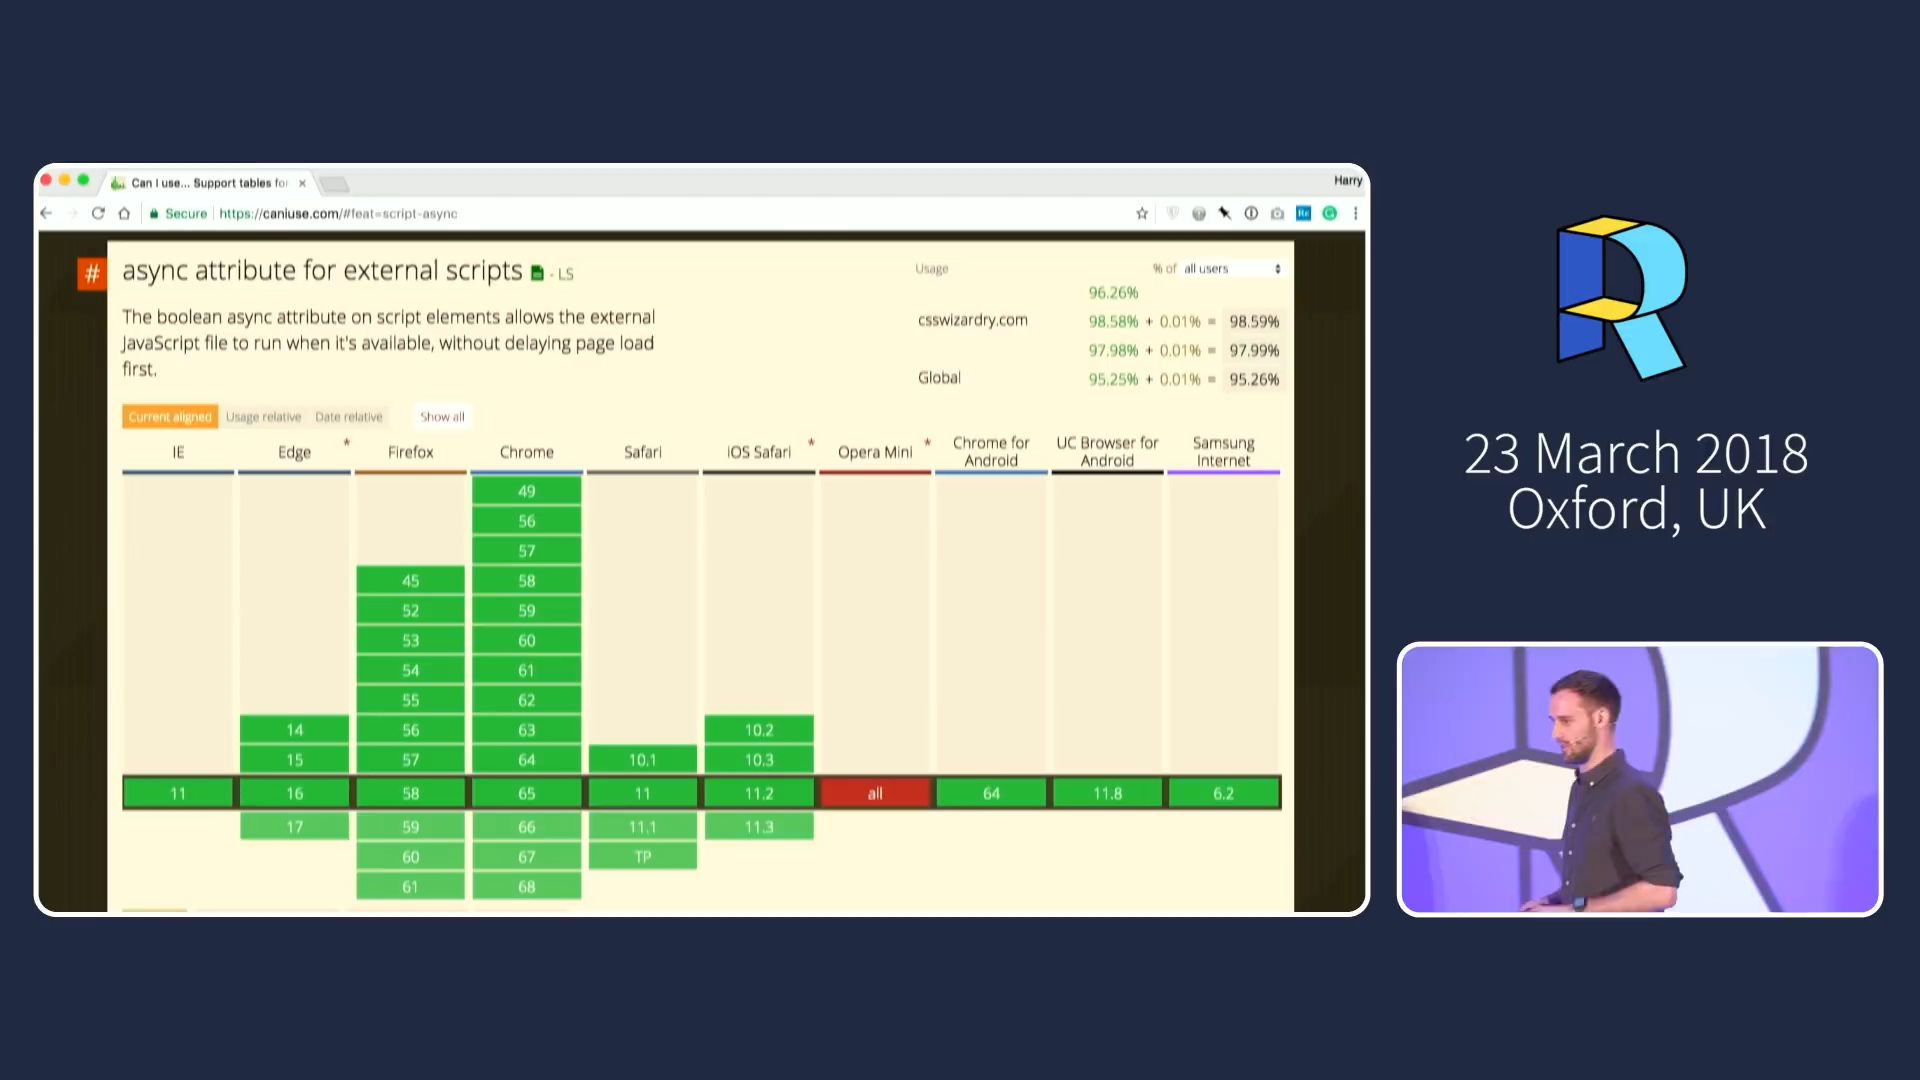 Can I use... Support tables for
Harry
Secure
https://caniuse.com/#feat=script-async
#
async attribute for external scripts
- LS
The boolean async attribute on script elements allows the external
JavaScript file to run when it's available, without delaying page load
first.
Usage
% of all users
96.26%
csswizardry.com 98.58% + 0.01% = 98.59%
97.98% + 0.01% = 97.99%
Global 95.25% + 0.01% = 95.26%
Current aligned Usage relative Date relative Show all
IE Edge * Firefox Chrome Safari iOS Safari * Opera Mini * Chrome for Android UC Browser for Android Samsung Internet
49
56
57
45 58
52 59
53 60
54 61
55 62
14 56 63 10.2
15 57 64 10.1 10.3
11 16 58 65 11 11.2 all 64 11.8 6.2
17 59 66 11.1 11.3
60 67 TP
61 68
23 March 2018
Oxford, UK